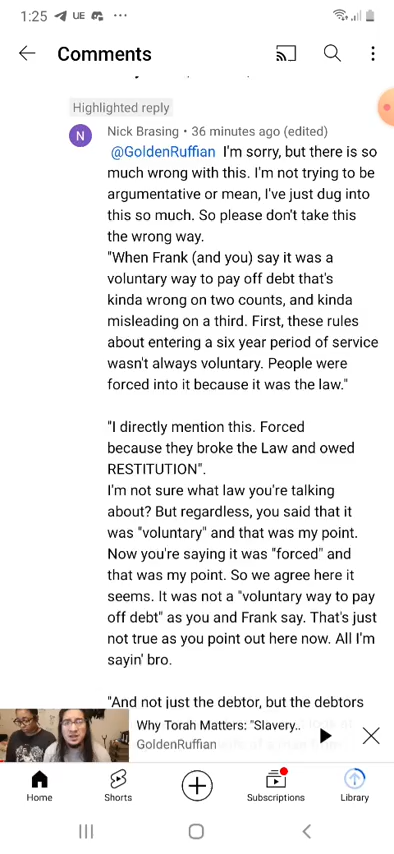 1:25 UE
Comments
Highlighted reply
N Nick Brasing • 36 minutes ago (edited)
@GoldenRuffian I'm sorry, but there is so
much wrong with this. I'm not trying to be
argumentative or mean, I've just dug into
this so much. So please don't take this
the wrong way.
"When Frank (and you) say it was a
voluntary way to pay off debt that's
kinda wrong on two counts, and kinda
misleading on a third. First, these rules
about entering a six year period of service
wasn't always voluntary. People were
forced into it because it was the law."
"I directly mention this. Forced
because they broke the Law and owed
RESTITUTION".
I'm not sure what law you're talking
about? But regardless, you said that it
was "voluntary" and that was my point.
Now you're saying it was "forced" and
that was my point. So we agree here it
seems. It was not a "voluntary way to pay
off debt" as you and Frank say. That's just
not true as you point out here now. All I'm
sayin' bro.
"And not just the debtor, but the debtors
Why Torah Matters: "Slavery..
GoldenRuffian
Home
Shorts
Subscriptions
Library